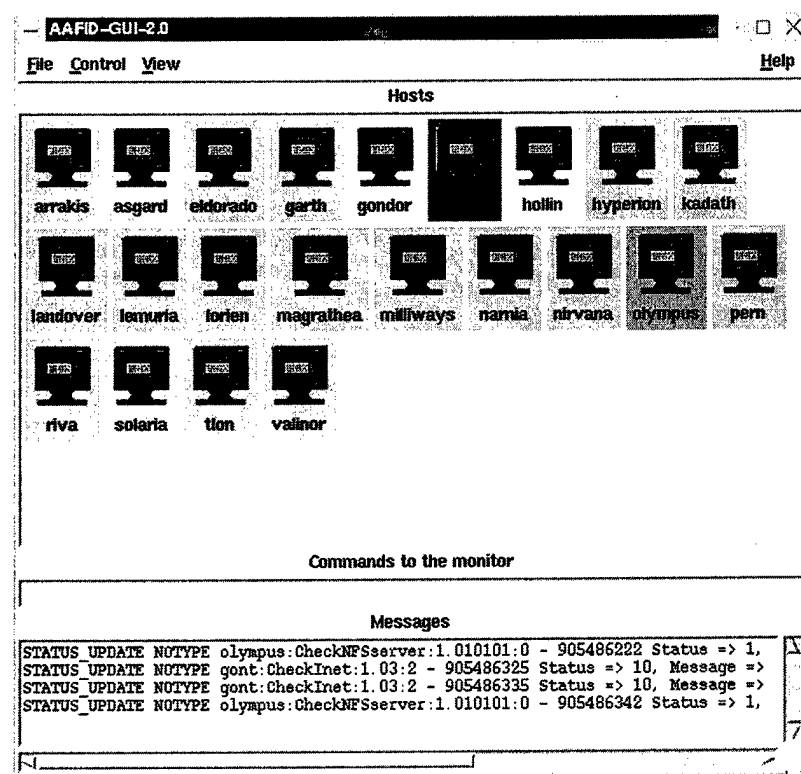 AAFID-GUI-2.0
File Control View Help
Hosts
arrakis asgard eldorado garth gondor hollin hyperion kadath
landover lemuria lorien magrathea milliways narnia nirvana olympus pern
riva solaria tlon valinor
Commands to the monitor
Messages
STATUS_UPDATE NOTYPE olympus:CheckNFSserver:1.010101:0 - 905486222 Status => 1,
STATUS_UPDATE NOTYPE gont:CheckInet:1.03:2 - 905486325 Status => 10, Message =>
STATUS_UPDATE NOTYPE gont:CheckInet:1.03:2 - 905486335 Status => 10, Message =>
STATUS_UPDATE NOTYPE olympus:CheckNFSserver:1.010101:0 - 905486342 Status => 1,